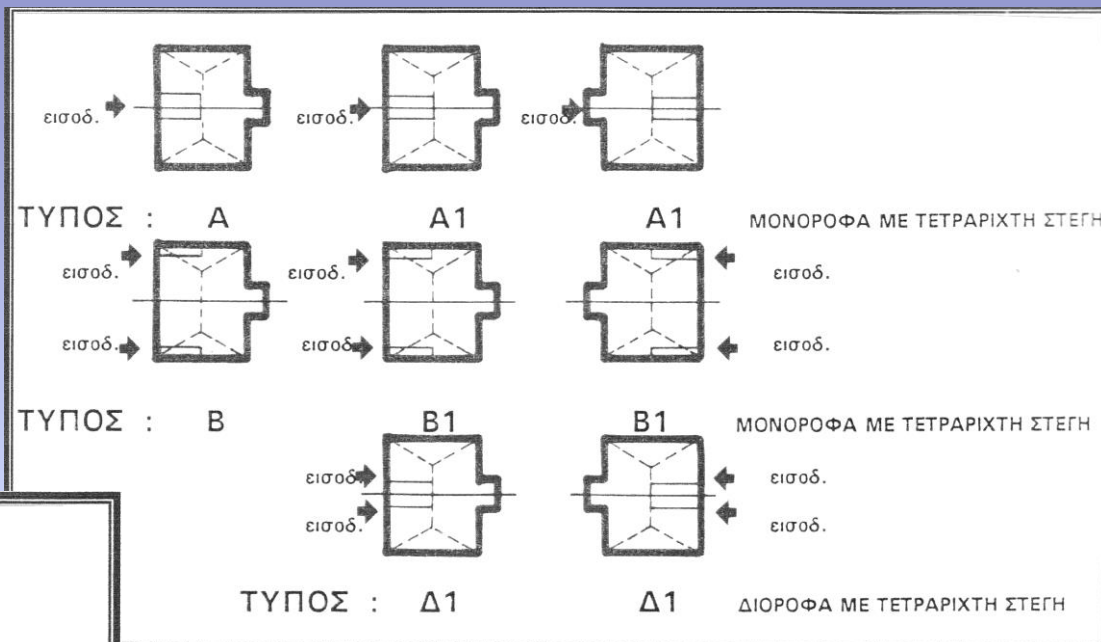 εισοδ. εισοδ. εισοδ.
ΤΥΠΟΣ : Α Α1 Α1 ΜΟΝΟΡΟΦΑ ΜΕ ΤΕΤΡΑΡΙΧΤΗ ΣΤΕΓΗ
εισοδ. εισοδ. εισοδ.
εισοδ. εισοδ. εισοδ.
ΤΥΠΟΣ : Β Β1 Β1 ΜΟΝΟΡΟΦΑ ΜΕ ΤΕΤΡΑΡΙΧΤΗ ΣΤΕΓΗ
εισοδ. εισοδ.
εισοδ. εισοδ.
ΤΥΠΟΣ : Δ1 Δ1 ΔΙΟΡΟΦΑ ΜΕ ΤΕΤΡΑΡΙΧΤΗ ΣΤΕΓΗ